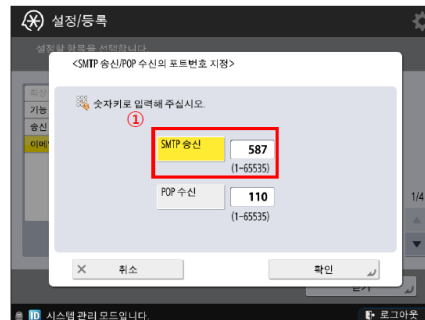 설정/등록
설정할 항목을 선택합니다.
<SMTP 송신/POP 수신의 포트번호 지정>
숫자키로 입력해 주십시오.
①
SMTP 송신
587
(1-65535)
POP 수신
110
(1-65535)
기능
송신
이메
1/4
취소
확인
닫기
ID 시스템 관리 모드입니다.
로그아웃